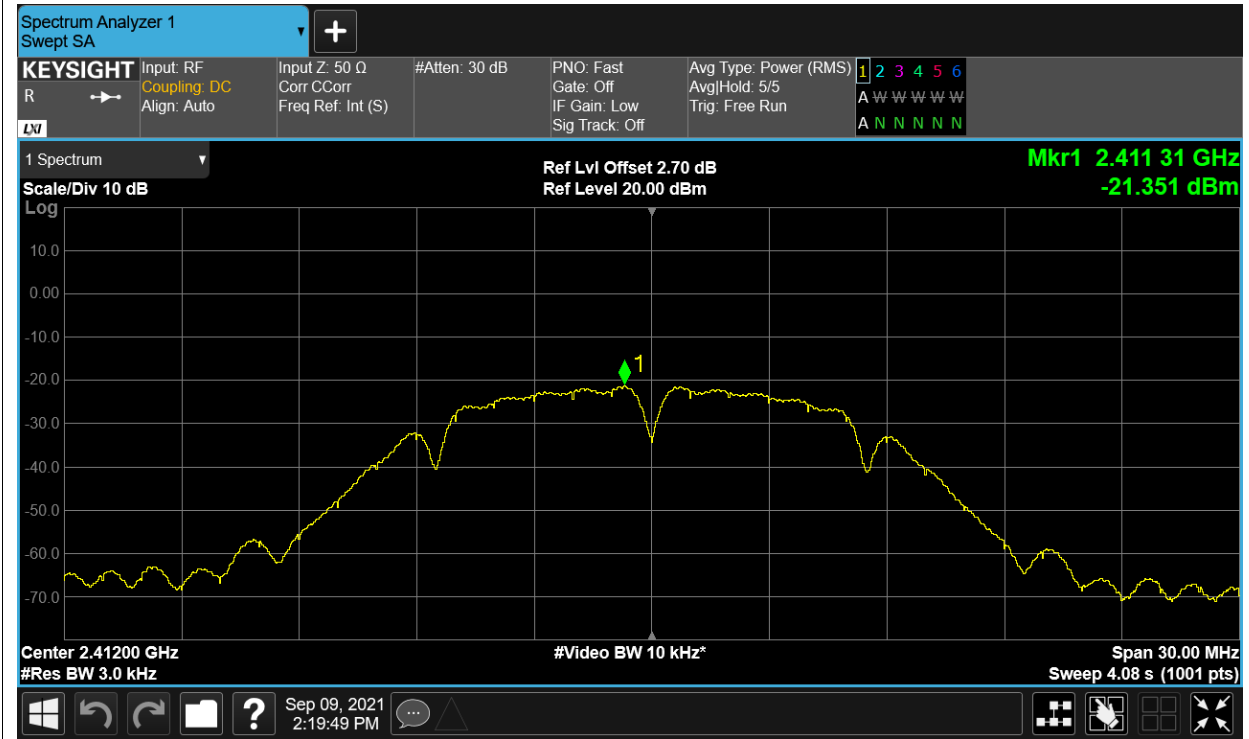 Spectrum Analyzer 1
Swept SA
KEYSIGHT
R
LXI
Input: RF
Coupling: DC
Align: Auto
Input Z: 50 Ω
Corr CCorr
Freq Ref: Int (S)
#Atten: 30 dB
PNO: Fast
Gate: Off
IF Gain: Low
Sig Track: Off
Avg Type: Power (RMS)
Avg|Hold: 5/5
Trig: Free Run
1 2 3 4 5 6
A W W W W W
A N N N N N
1 Spectrum
Scale/Div 10 dB
Log
Ref Lvl Offset 2.70 dB
Ref Level 20.00 dBm
Mkr1 2.411 31 GHz
-21.351 dBm
10.0
0.00
-10.0
1
-20.0
-30.0
-40.0
-50.0
-60.0
-70.0
Center 2.41200 GHz
#Res BW 3.0 kHz
#Video BW 10 kHz*
Span 30.00 MHz
Sweep 4.08 s (1001 pts)
?
Sep 09, 2021
2:19:49 PM